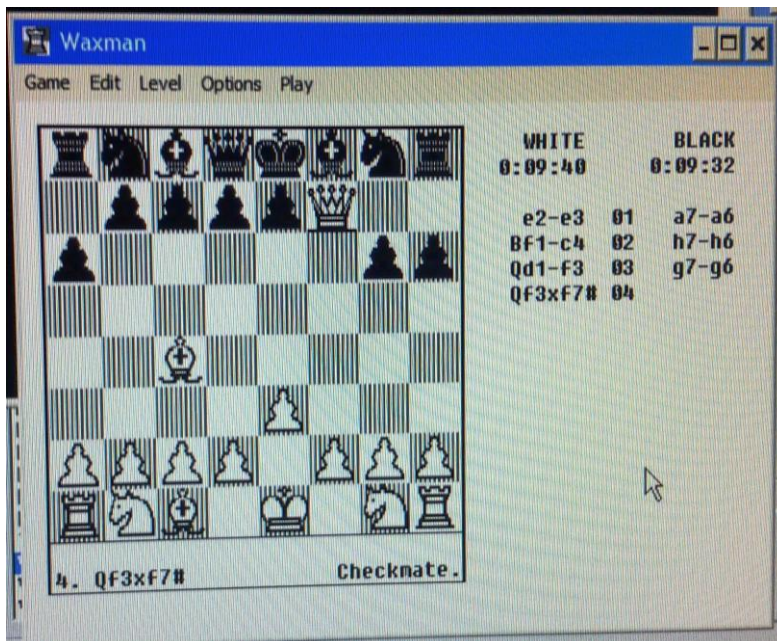 Waxman
Game Edit Level Options Play
WHITE BLACK
0:09:40 0:09:32
e2-e3 01 a7-a6
Bf1-c4 02 h7-h6
Qd1-f3 03 g7-g6
Qf3xf7# 04
4. Qf3xf7# Checkmate.